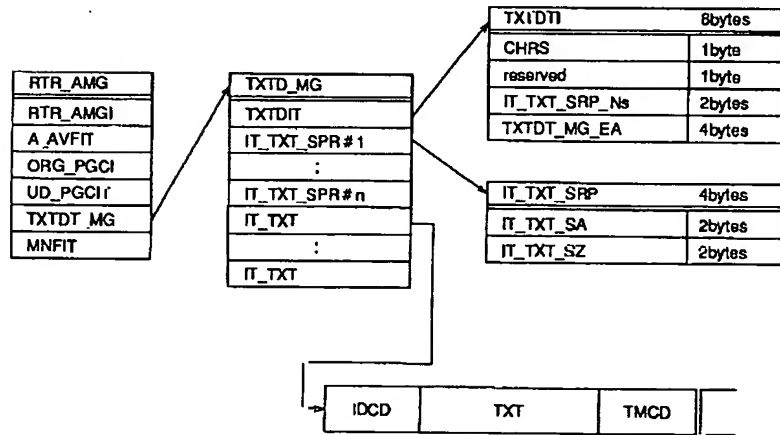 RTR_AMG
RTR_AMGI
A_AVFIT
ORG_PGCI
UD_PGCIT
TXTDT_MG
MNFIT
TXTD_MG
TXTDIT
IT_TXT_SPR#1
:
IT_TXT_SPR#n
IT_TXT
:
IT_TXT
TXTDTI 8bytes
CHRS 1byte
reserved 1byte
IT_TXT_SRP_Ns 2bytes
TXTDT_MG_EA 4bytes
IT_TXT_SRP 4bytes
IT_TXT_SA 2bytes
IT_TXT_SZ 2bytes
IDCD TXT TMCD